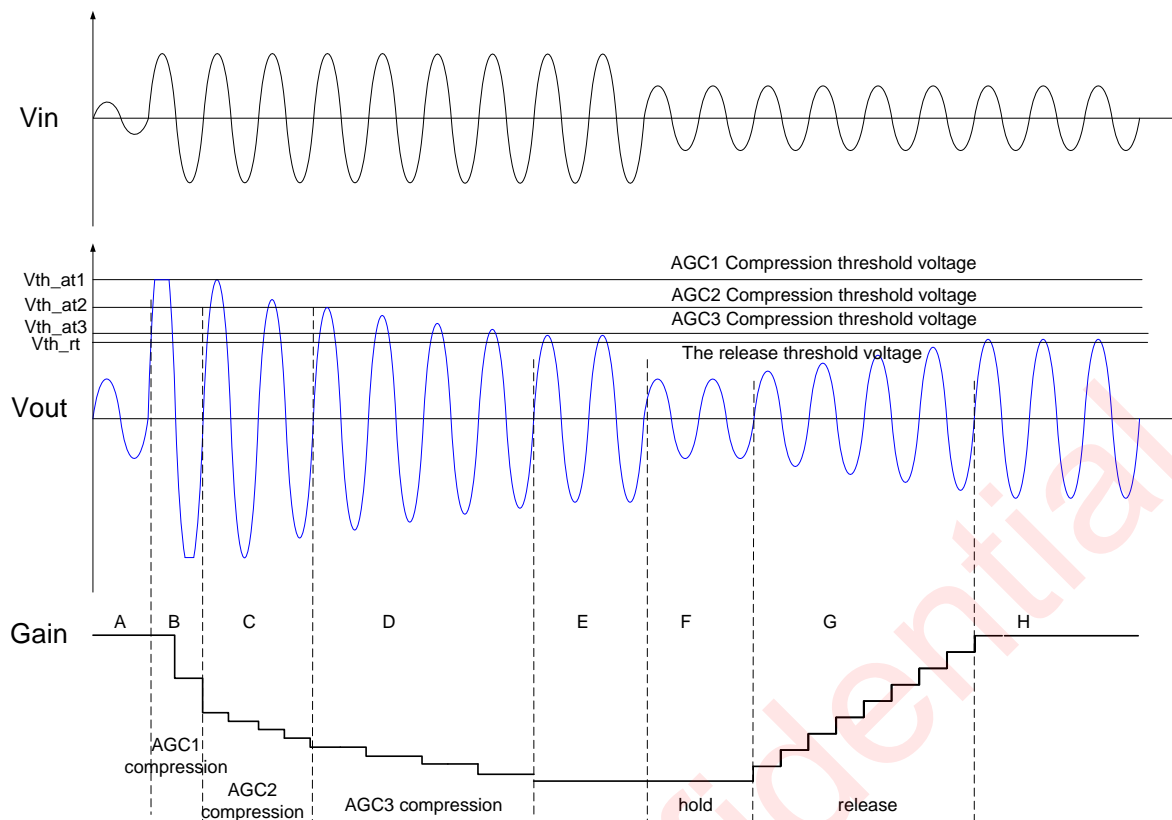 Vin
Vth_at1
AGC1 Compression threshold voltage
Vth_at2
AGC2 Compression threshold voltage
Vth_at3
AGC3 Compression threshold voltage
Vth_rt
The release threshold voltage
Vout
A B C D E F G H
Gain
AGC1
compression
AGC2
compression
AGC3 compression
hold
release
fidential